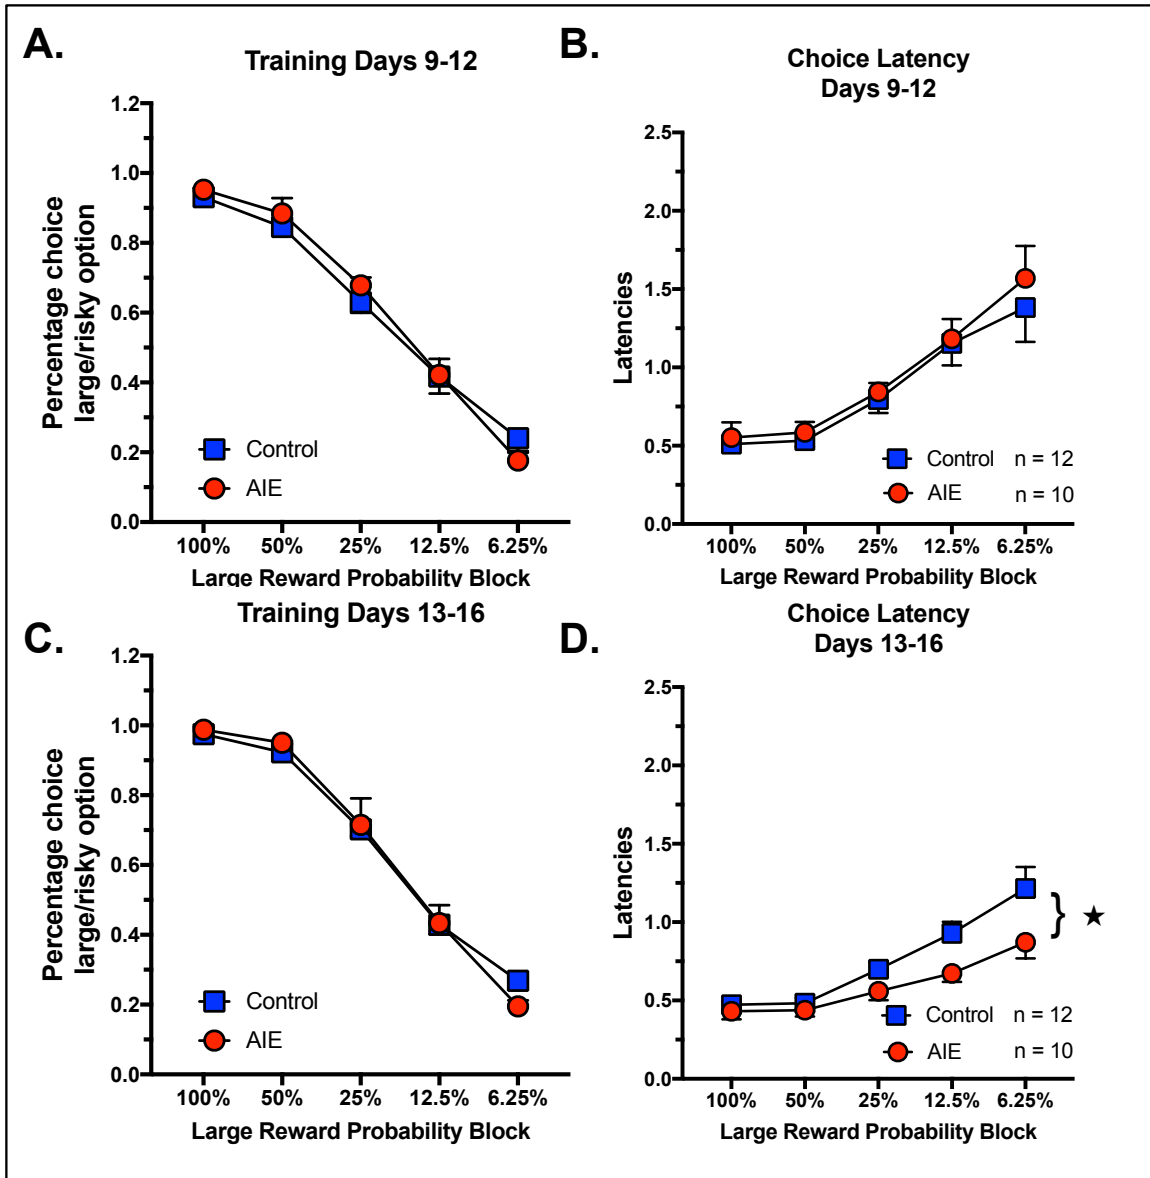 A.
Training Days 9-12
1.2
1.0
0.8
0.6
0.4
0.2
0.0
Percentage choice
large/risky option
Control
AIE
100% 50% 25% 12.5% 6.25%
Large Reward Probability Block
B.
Choice Latency
Days 9-12
2.5
2.0
1.5
1.0
0.5
0.0
Latencies
Control n = 12
AIE n = 10
100% 50% 25% 12.5% 6.25%
Large Reward Probability Block
C.
Training Days 13-16
1.2
1.0
0.8
0.6
0.4
0.2
0.0
Percentage choice
large/risky option
Control
AIE
100% 50% 25% 12.5% 6.25%
Large Reward Probability Block
D.
Choice Latency
Days 13-16
2.5
2.0
1.5
1.0
0.5
0.0
Latencies
} ★
Control n = 12
AIE n = 10
100% 50% 25% 12.5% 6.25%
Large Reward Probability Block